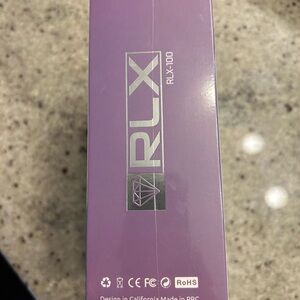 RLX
RLX-100
CE FC RoHS
Design in California Made in PRC